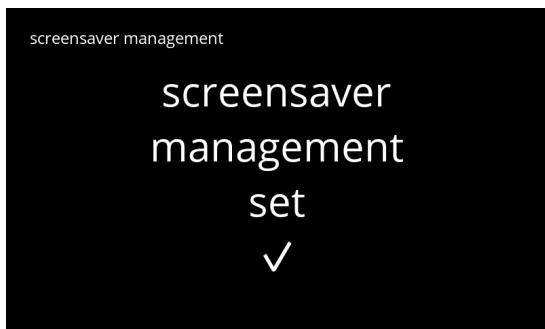 screensaver management
screensaver
management
set
✓